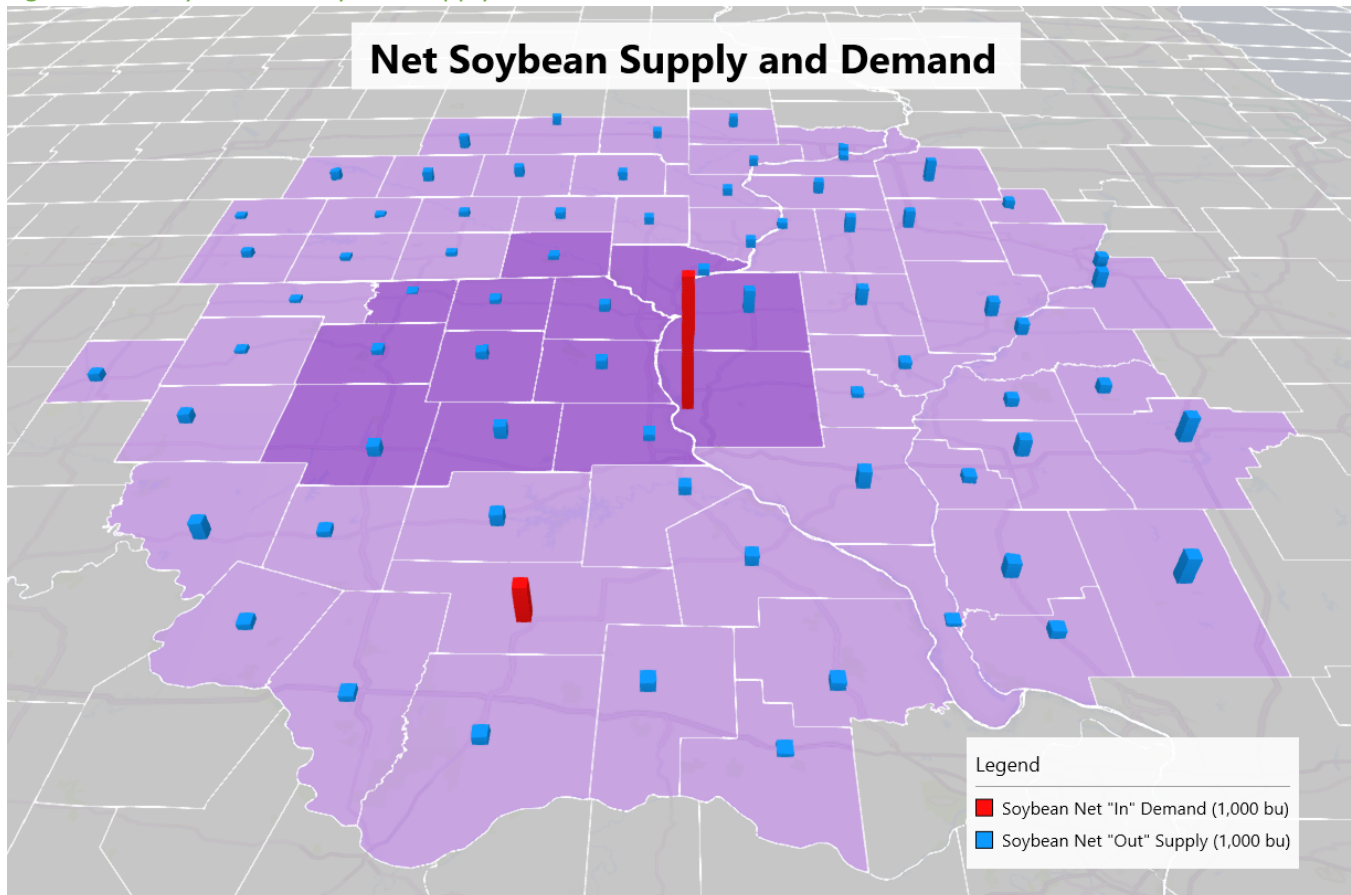 Net Soybean Supply and Demand
Legend
Soybean Net "In" Demand (1,000 bu)
Soybean Net "Out" Supply (1,000 bu)